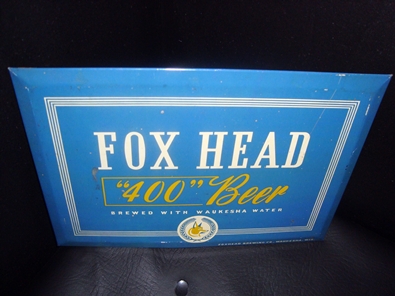 FOX HEAD
"400" Beer
BREWED WITH WAUKESHA WATER